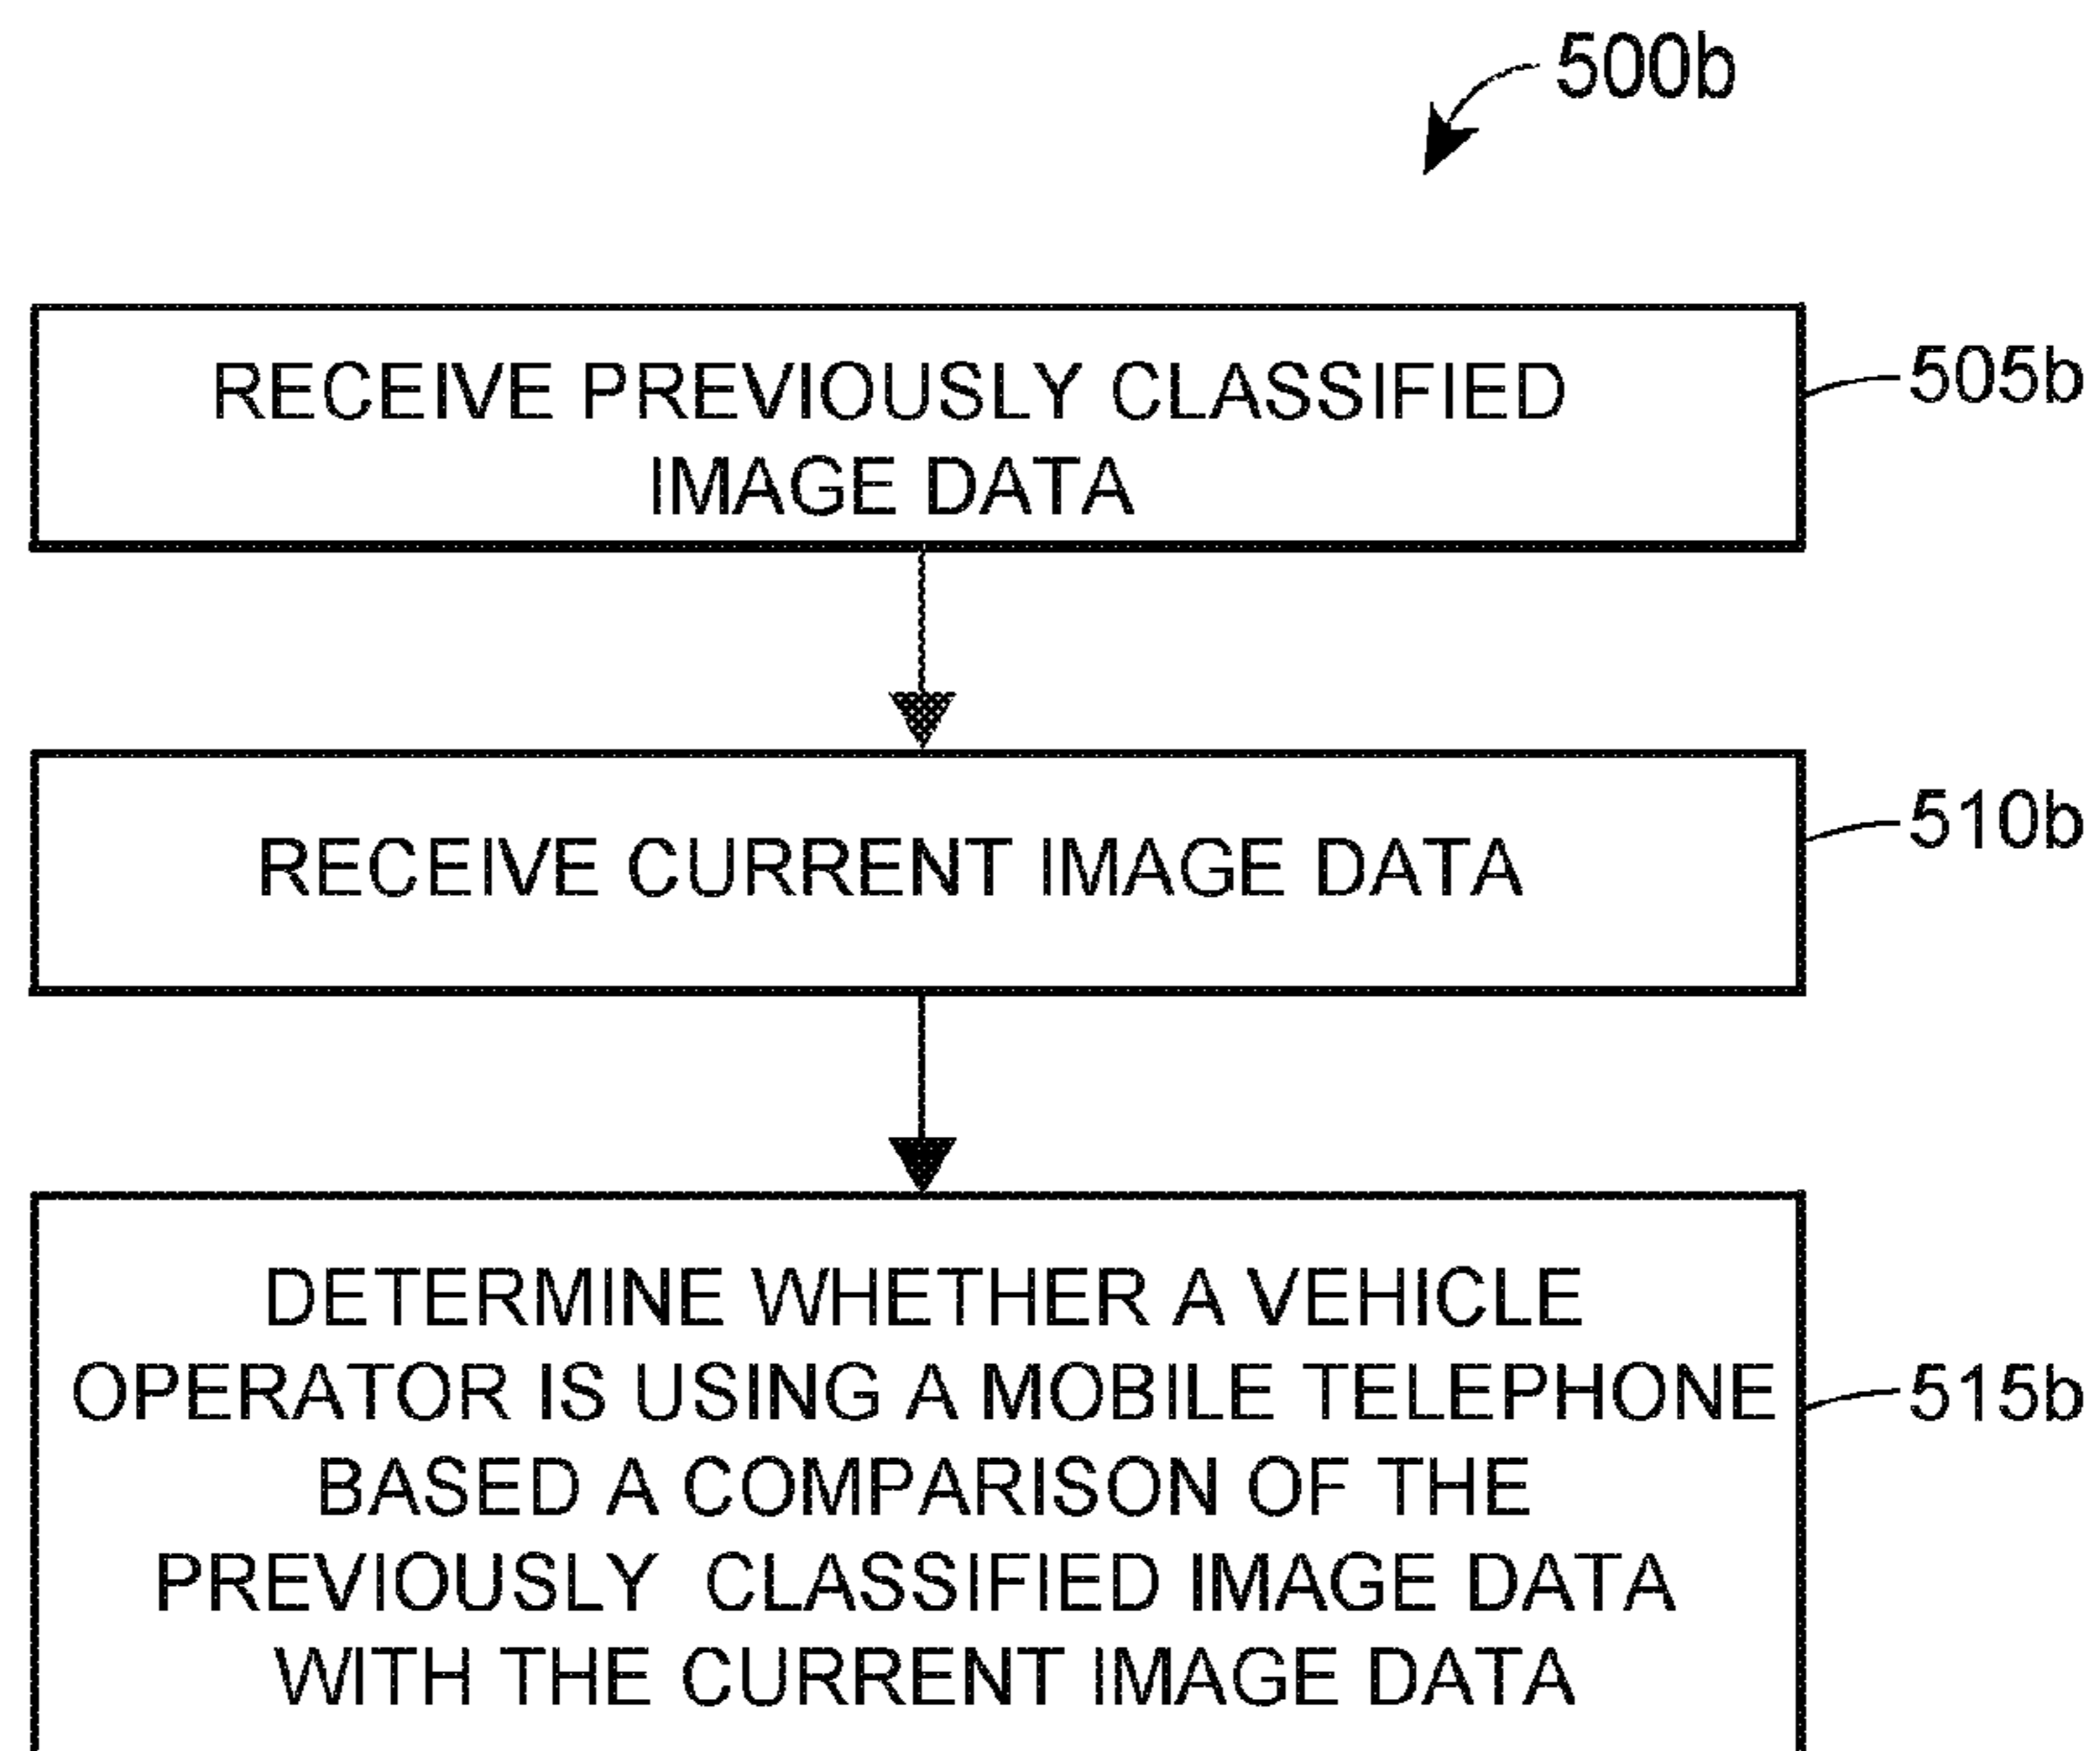 500b
RECEIVE PREVIOUSLY CLASSIFIED
IMAGE DATA
505b
RECEIVE CURRENT IMAGE DATA
510b
DETERMINE WHETHER A VEHICLE
OPERATOR IS USING A MOBILE TELEPHONE
BASED A COMPARISON OF THE
PREVIOUSLY CLASSIFIED IMAGE DATA
WITH THE CURRENT IMAGE DATA
515b